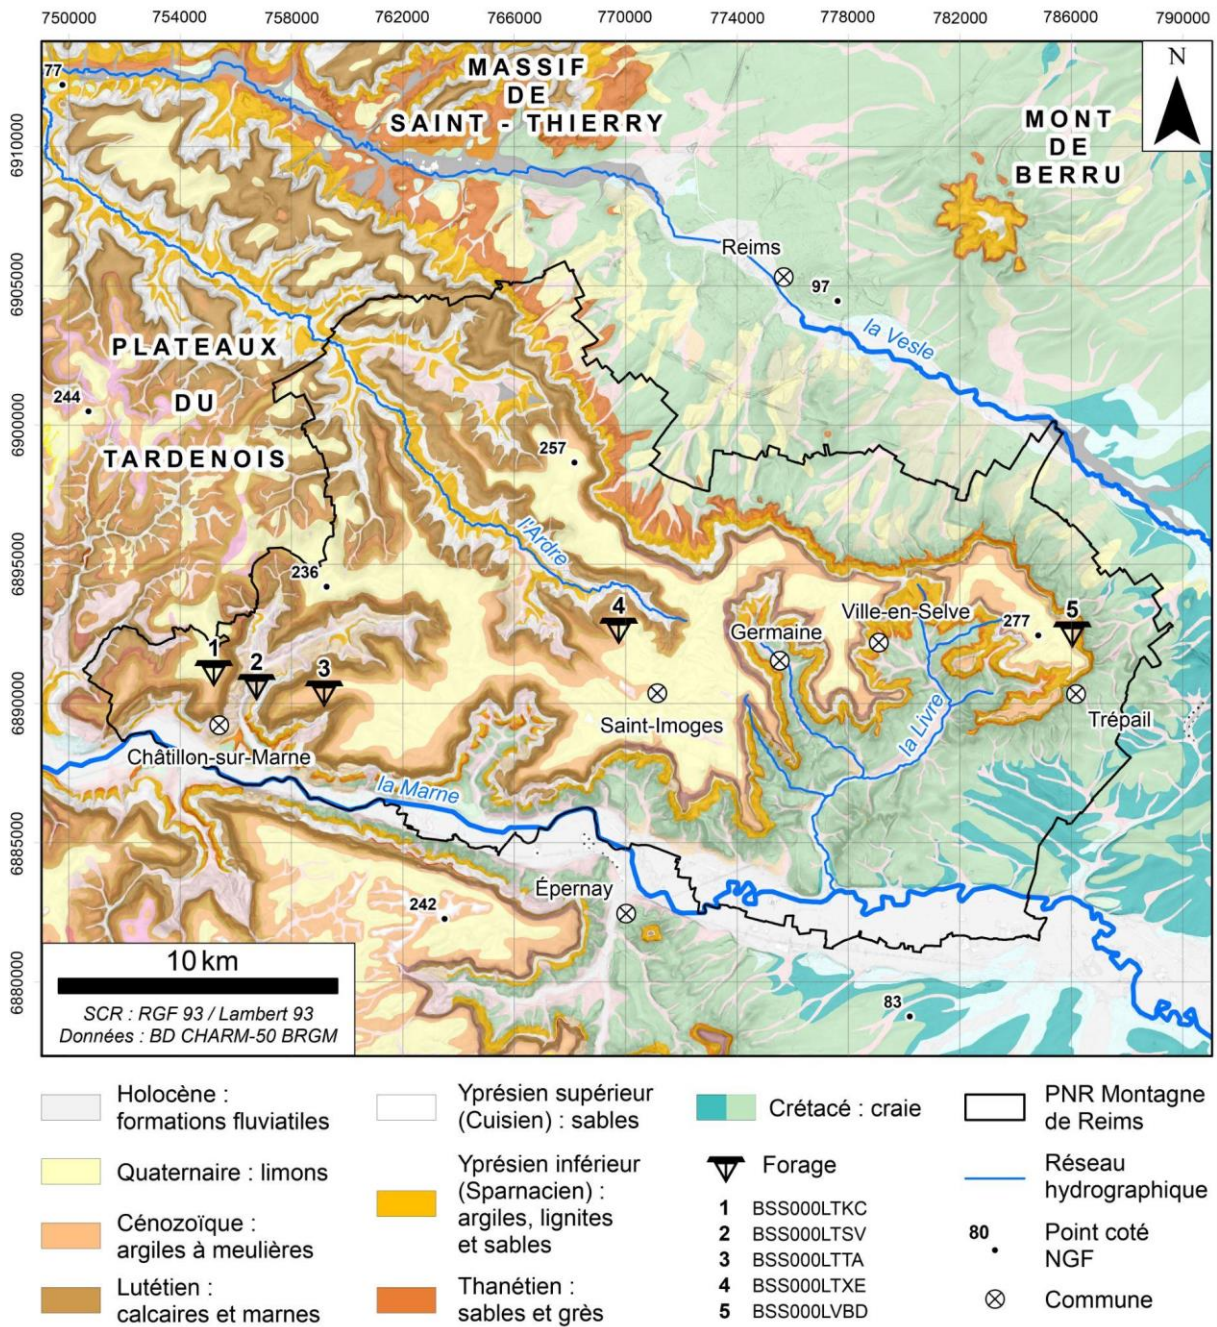 750000 754000 758000 762000 766000 770000 774000 778000 782000 786000 790000
6910000
6905000
6900000
6895000
6890000
6885000
6880000
77
MASSIF
DE
SAINT - THIERRY
MONT
DE
BERRU
N
Reims
97
la Vesle
PLATEAUX
DU
TARDENOIS
244
257
l'Ardre
236
4
Ville-en-Selve
277
5
Germaine
1
2
3
Saint-Imoges
la Livre
Trépail
Châtillon-sur-Marne
la Marne
Épernay
242
83
10 km
SCR : RGF 93 / Lambert 93
Données : BD CHARM-50 BRGM
Holocène :
formations fluviatiles
Quaternaire : limons
Cénozoïque :
argiles à meulières
Lutétien :
calcaires et marnes
Yprésien supérieur
(Cuisien) : sables
Yprésien inférieur
(Sparnacien) :
argiles, lignites
et sables
Thanétien :
sables et grès
Crétacé : craie
Forage
1 BSS000LTKC
2 BSS000LTSV
3 BSS000LTTA
4 BSS000LTXE
5 BSS000LVBD
PNR Montagne
de Reims
Réseau
hydrographique
80 Point coté
NGF
Commune